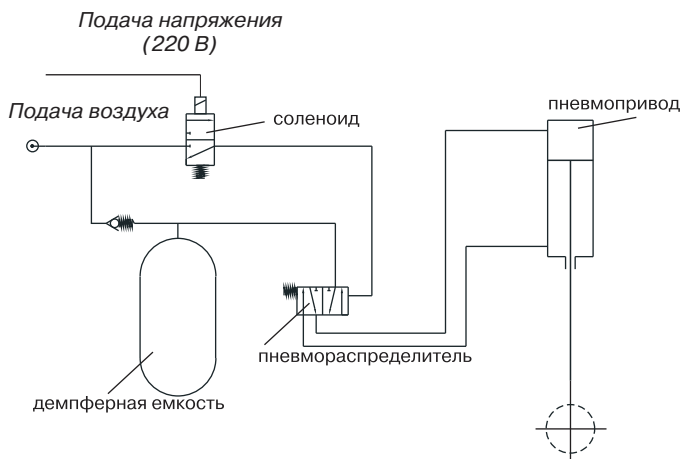 Подача напряжения
(220 В)
Подача воздуха
соленоид
пневмопривод
пневмораспределитель
демпферная емкость